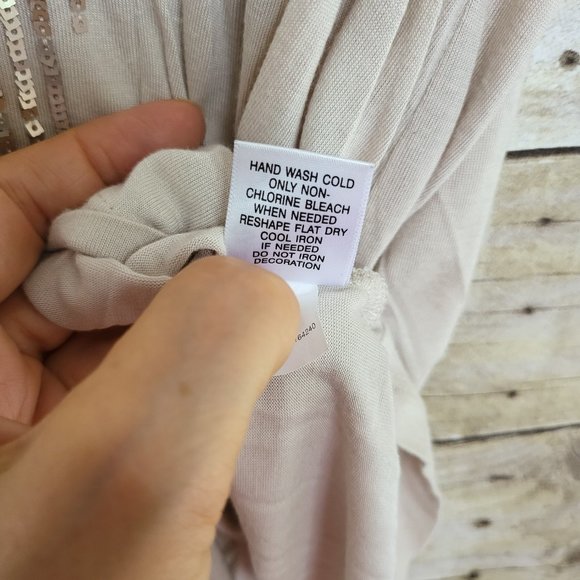 HAND WASH COLD
ONLY NON-
CHLORINE BLEACH
WHEN NEEDED
RESHAPE FLAT DRY
COOL IRON
IF NEEDED
DO NOT IRON
DECORATION
64240